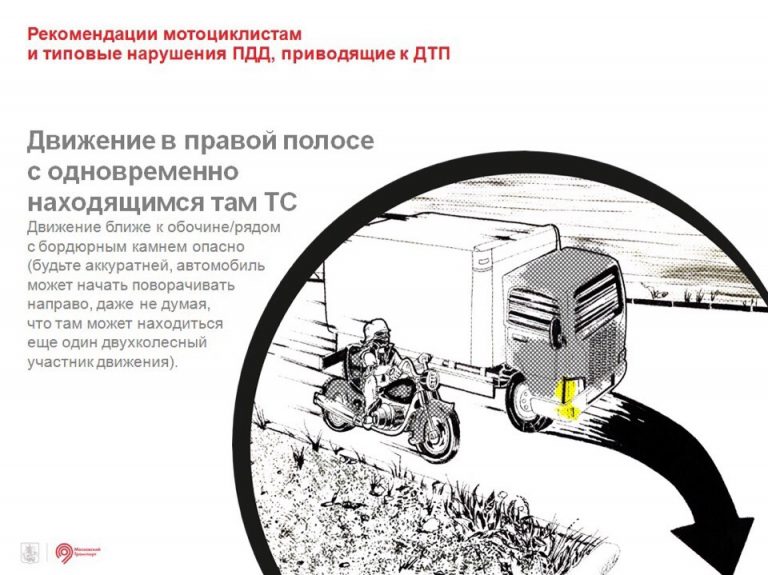 Рекомендации мотоциклистам
и типовые нарушения ПДД, приводящие к ДТП
Движение в правой полосе
с одновременно
находящимся там ТС
Движение ближе к обочине/рядом
с бордюрным камнем опасно
(будьте аккуратней, автомобиль
может начать поворачивать
направо, даже не думая,
что там может находиться
еще один двухколесный
участник движения).
Московский
Транспорт